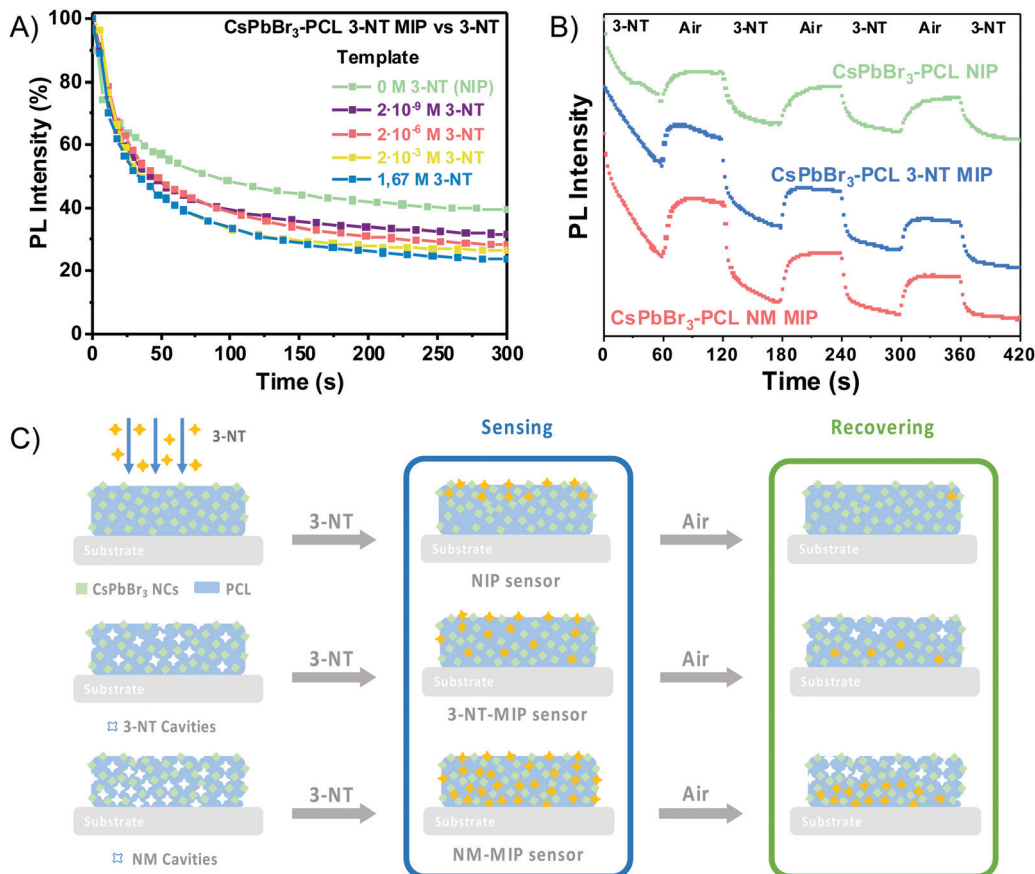 A)
CsPbBr₃-PCL 3-NT MIP vs 3-NT
Template
0 M 3-NT (NIP)
2·10⁻⁹ M 3-NT
2·10⁻⁶ M 3-NT
2·10⁻³ M 3-NT
1,67 M 3-NT
PL Intensity (%)
100
80
60
40
20
0
0 50 100 150 200 250 300
Time (s)
B)
3-NT Air 3-NT Air 3-NT Air 3-NT
CsPbBr₃-PCL NIP
CsPbBr₃-PCL 3-NT MIP
CsPbBr₃-PCL NM MIP
PL Intensity
0 60 120 180 240 300 360 420
Time (s)
C)
3-NT
Sensing
Recovering
Substrate
3-NT
Substrate
Air
Substrate
NIP sensor
CsPbBr₃ NCs
PCL
Substrate
3-NT
Substrate
Air
Substrate
3-NT Cavities
3-NT-MIP sensor
Substrate
3-NT
Substrate
Air
Substrate
NM Cavities
NM-MIP sensor